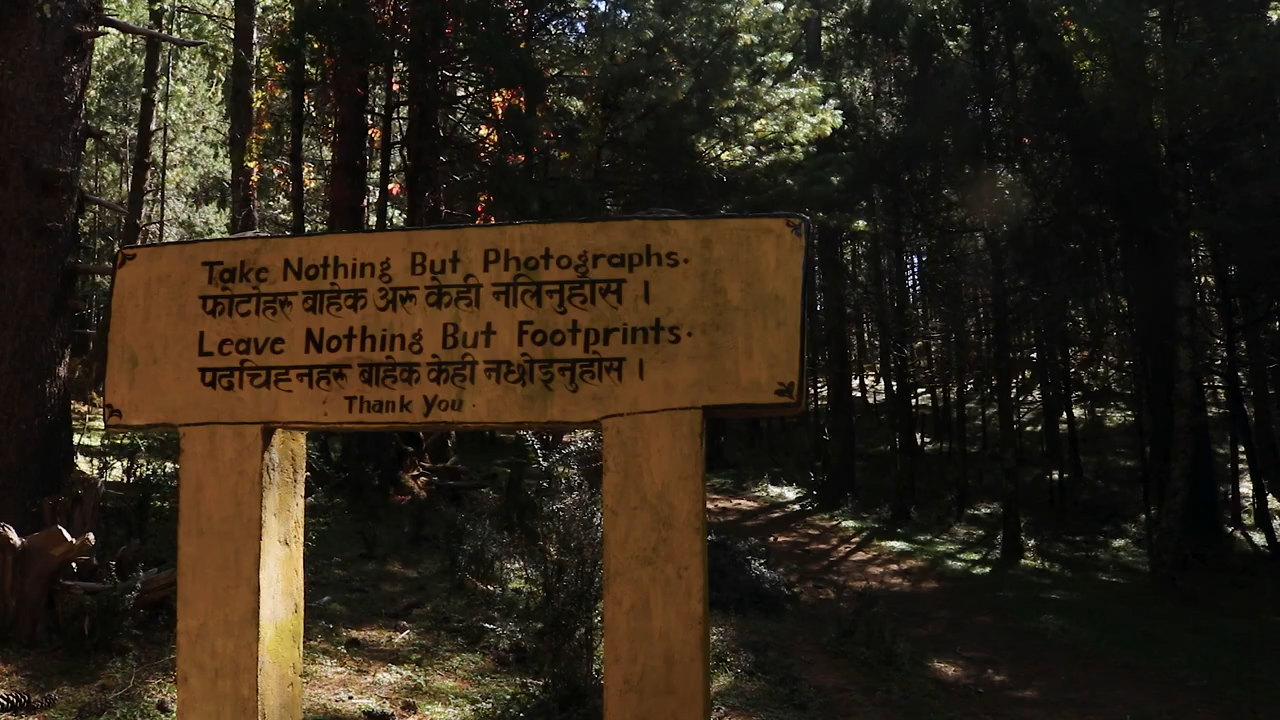 Take Nothing But Photographs.
फोटोहरु बाहेक अरू केही नलिनुहोस ।
Leave Nothing But Footprints.
पदचिह्नहरू बाहेक केही नछोड्नुहोस ।
Thank You